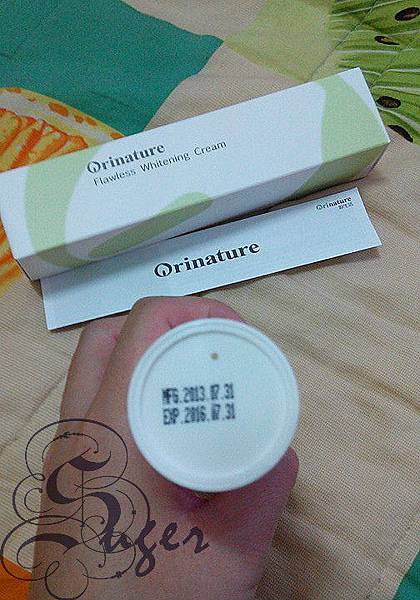 Orinature
Flawless Whitening Cream
Orinature
Orinature
MFG.2013.07.31
EXP.2016.07.31
Suger